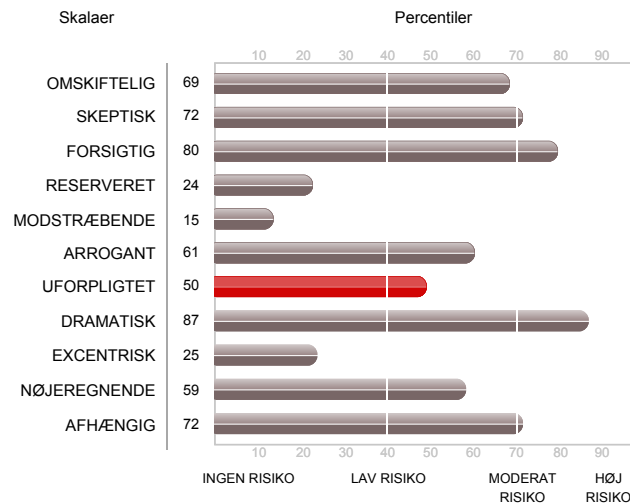 Skalaer Percentiler
10 20 30 40 50 60 70 80 90
OMSKIFTELIG 69
SKEPTISK 72
FORSIGTIG 80
RESERVERET 24
MODSTRÆBENDE 15
ARROGANT 61
UFORPLIGTET 50
DRAMATISK 87
EXCENTRISK 25
NØJEREGNENDE 59
AFHÆNGIG 72
10 20 30 40 50 60 70 80 90
INGEN RISIKO LAV RISIKO MODERAT HØJ
RISIKO RISIKO